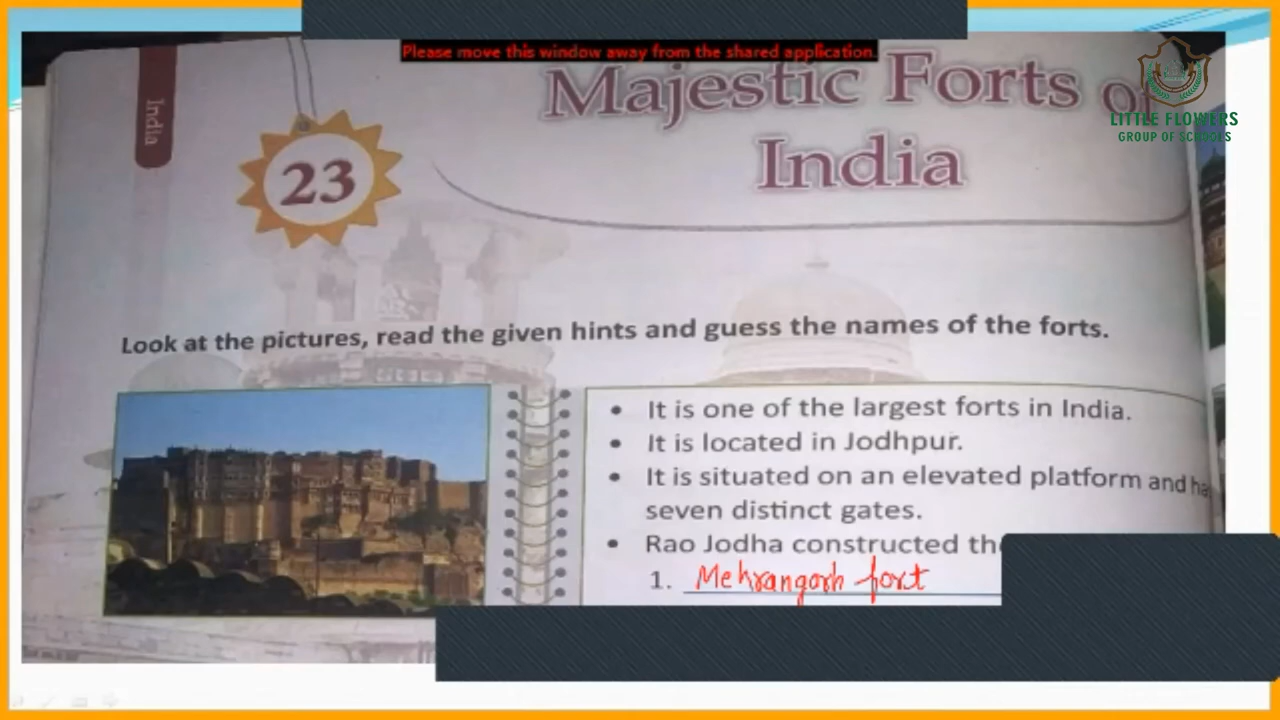 Please move this window away from the shared application.
India
23
Majestic Forts of
India
LITTLE FLOWERS
GROUP OF SCHOOLS
Look at the pictures, read the given hints and guess the names of the forts.
• It is one of the largest forts in India.
• It is located in Jodhpur.
• It is situated on an elevated platform and
seven distinct gates.
• Rao Jodha constructed
1. Mehrangarh fort